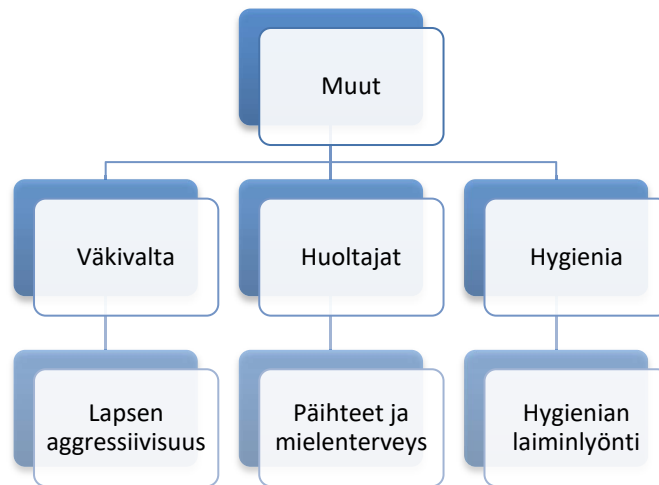 Muut
Väkivalta
Huoltajat
Hygienia
Lapsen
aggressiivisuus
Päihteet ja
mielenterveys
Hygienian
laiminlyönti